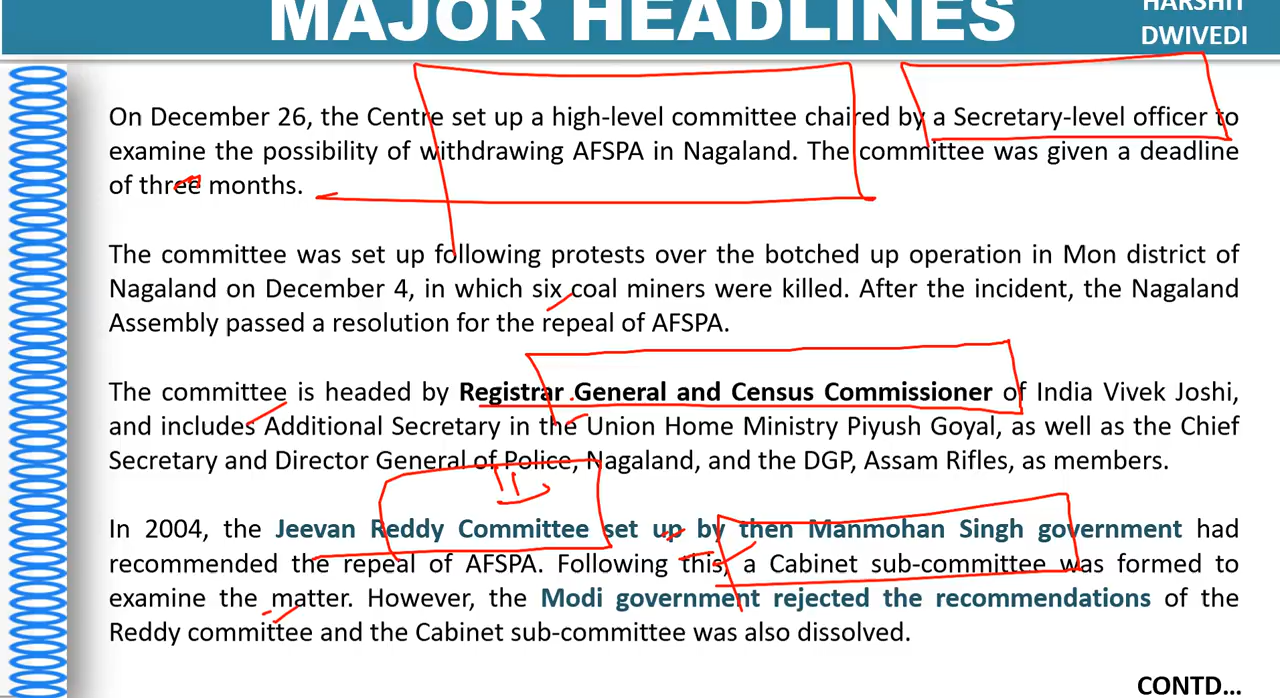 MAJOR HEADLINES
HARSHIT
DWIVEDI
On December 26, the Centre set up a high-level committee chaired by a Secretary-level officer to
examine the possibility of withdrawing AFSPA in Nagaland. The committee was given a deadline
of three months.
The committee was set up following protests over the botched up operation in Mon district of
Nagaland on December 4, in which six coal miners were killed. After the incident, the Nagaland
Assembly passed a resolution for the repeal of AFSPA.
The committee is headed by Registrar General and Census Commissioner of India Vivek Joshi,
and includes Additional Secretary in the Union Home Ministry Piyush Goyal, as well as the Chief
Secretary and Director General of Police, Nagaland, and the DGP, Assam Rifles, as members.
In 2004, the Jeevan Reddy Committee set up by then Manmohan Singh government had
recommended the repeal of AFSPA. Following this, a Cabinet sub-committee was formed to
examine the matter. However, the Modi government rejected the recommendations of the
Reddy committee and the Cabinet sub-committee was also dissolved.
CONTD...